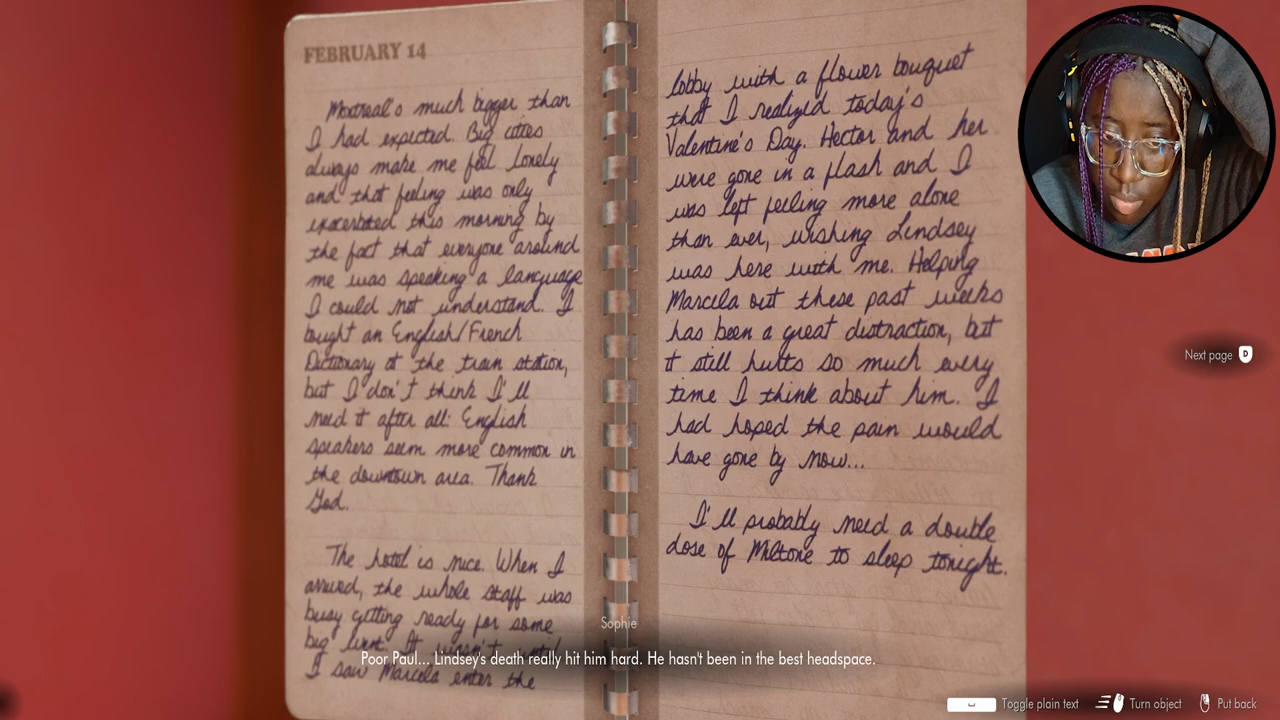 FEBRUARY 14
Montreal's much bigger than
I had expected. Big cities
always make me feel lonely
and that feeling was only
exacerbated this morning by
the fact that everyone around
me was speaking a language
I could not understand. I
bought an English/French
Dictionary at the train station,
but I don't think I'll
need it after all: English
speakers seem more common in
the downtown area. Thank
God.
The hotel is nice. When I
arrived, the whole staff was
busy getting ready for some
big event. It wasn't until
I saw Marcela enter the
lobby with a flower bouquet
that I realized today's
Valentine's Day. Hector and her
were gone in a flash and I
was left feeling more alone
than ever, wishing Lindsey
was here with me. Helping
Marcela out these past weeks
has been a great distraction, but
it still hurts so much every
time I think about him. I
had hoped the pain would
have gone by now...
I'll probably need a double
dose of Miltone to sleep tonight.
Sophie
Poor Paul... Lindsey's death really hit him hard. He hasn't been in the best headspace.
Next page D
Toggle plain text Turn object Put back